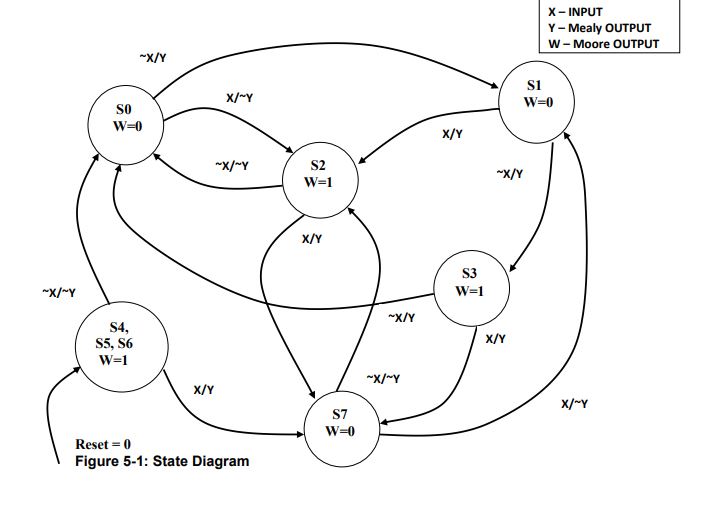 X – INPUT
Y – Mealy OUTPUT
W – Moore OUTPUT
~X/Y
S0
W=0
X/~Y
S1
W=0
X/Y
~X/~Y
S2
W=1
~X/Y
X/Y
S3
W=1
~X/~Y
~X/Y
S4,
S5, S6
W=1
X/Y
X/Y
~X/~Y
X/~Y
S7
W=0
Reset = 0
Figure 5-1: State Diagram